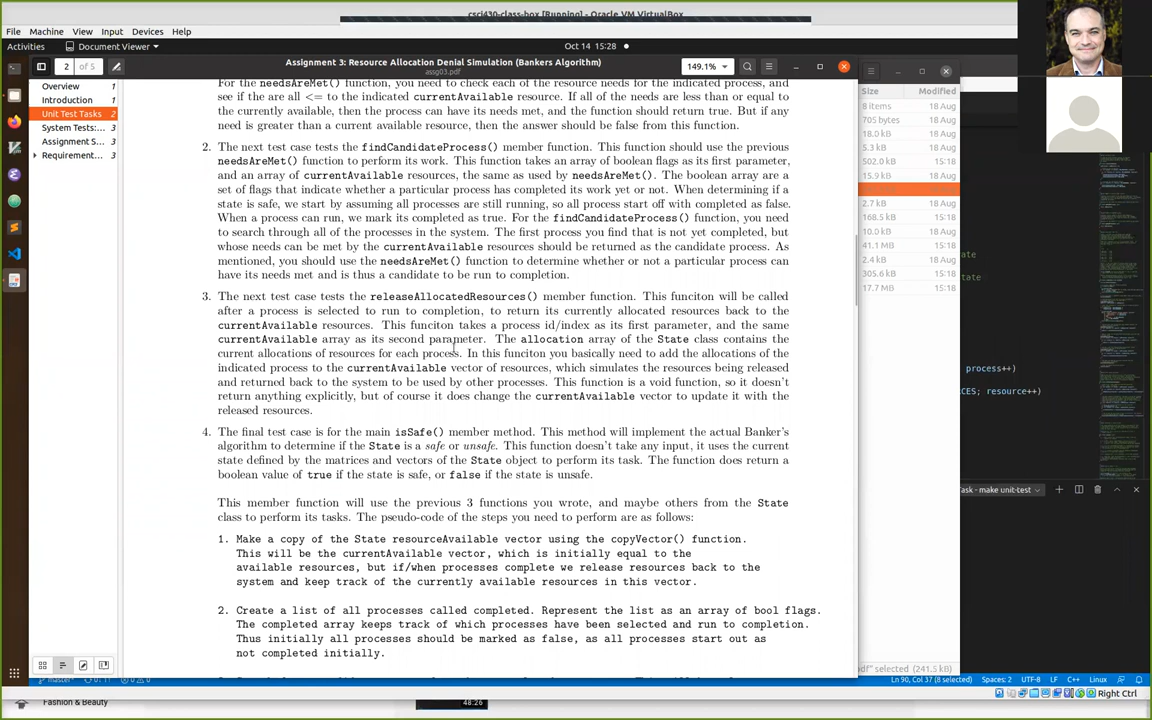 csci430-class-box [Running] - Oracle VM VirtualBox
File Machine View Input Devices Help
Activities Document Viewer Oct 14 15:28
2 of 5 Assignment 3: Resource Allocation Denial Simulation (Bankers Algorithm) 149.1%
assg03.pdf
Overview 1
Introduction 1
Unit Test Tasks 2
System Tests:... 3
Assignment S... 3
Requirement... 3
For the needsAreMet() function, you need to check each of the resource needs for the indicated process, and
see if the are all <= to the indicated currentAvailable resource. If all of the needs are less than or equal to
the currently available, then the process can have its needs met, and the function should return true. But if any
need is greater than a current available resource, then the answer should be false from this function.
2. The next test case tests the findCandidateProcess() member function. This function should use the previous
needsAreMet() function to perform its work. This function takes an array of boolean flags as its first parameter,
and an array of currentAvailable resources, the same as used by needsAreMet(). The boolean array are a
set of flags that indicate whether a particular process has completed its work yet or not. When determining if a
state is safe, we start by assuming all processes are still running, so all process start off with completed as false.
When a process can run, we mark its completed as true. For the findCandidateProcess() function, you need
to search through all of the processes in the system. The first process you find that is not yet completed, but
whose needs can be met by the currentAvailable resources should be returned as the candidate process. As
mentioned, you should use the needsAreMet() function to determine whether or not a particular process can
have its needs met and is thus a candidate to be run to completion.
3. The next test case tests the releaseAllocatedResources() member function. This funciton will be called
after a process is selected to run to completion, to return its currently allocated resources back to the
currentAvailable resources. This funciton takes a process id/index as its first parameter, and the same
currentAvailable array as its second parameter. The allocation array of the State class contains the
current allocations of resources for each process. In this funciton you basically need to add the allocations of the
indicated process to the currentAvailable vector of resources, which simulates the resources being released
and returned back to the system to be used by other processes. This function is a void function, so it doesn't
return anything explicitly, but of course it does change the currentAvailable vector to update it with the
released resources.
4. The final test case is for the main isSafe() member method. This method will implement the actual Banker's
algorithm to determine if the State is a safe or unsafe. This function doesn't take any input, it uses the current
state defined by the matrices and vectors of the State object to perform its task. The function does return a
boolean value of true if the state is safe, or false if the state is unsafe.
This member function will use the previous 3 functions you wrote, and maybe others from the State
class to perform its tasks. The pseudo-code of the steps you need to perform are as follows:
1. Make a copy of the State resourceAvailable vector using the copyVector() function.
This will be the currentAvailable vector, which is initially equal to the
available resources, but if/when processes complete we release resources back to the
system and keep track of the currently available resources in this vector.
2. Create a list of all processes called completed. Represent the list as an array of bool flags.
The completed array keeps track of which processes have been selected and run to completion.
Thus initially all processes should be marked as false, as all processes start out as
not completed initially.
Size Modified
8 items 18 Aug
705 bytes 18 Aug
18.0 kB 15:18
5.3 kB 18 Aug
502.0 kB 15:18
15.9 kB 18 Aug
2.7 kB 18 Aug
168.5 kB 15:18
10.0 kB 18 Aug
41.1 MB 15:18
2.4 kB 18 Aug
305.6 kB 15:18
17.7 MB 15:18
ate
tate
process++)
CES; resource++)
Task - make unit-test
df" selected (241.5 kB)
master* Ln 90, Col 37 (8 selected) Spaces: 2 UTF-8 LF C++ Linux
Right Ctrl
Fashion & Beauty
48:26